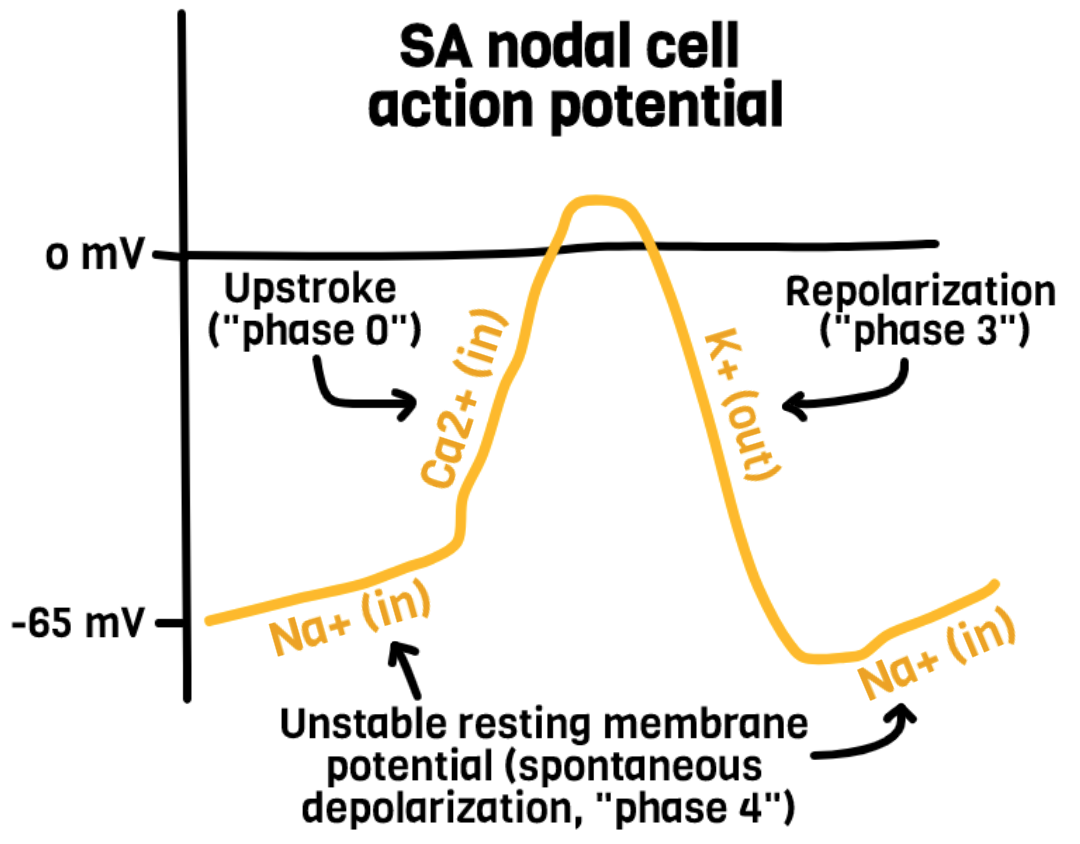 SA nodal cell
action potential
o mV
Upstroke
("phase 0")
Ca2+ (in)
K+ (out)
Repolarization
("phase 3")
-65 mV
Na+ (in)
Na+ (in)
Unstable resting membrane
potential (spontaneous
depolarization, "phase 4")